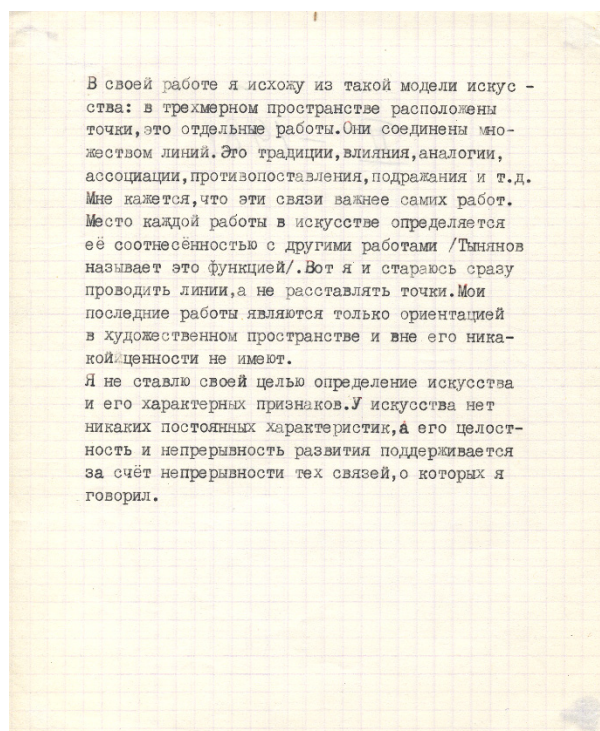 В своей работе я исхожу из такой модели искус -
ства: в трехмерном пространстве расположены
точки,это отдельные работы.Они соединены мно-
жеством линий.Это традиции,влияния,аналогии,
ассоциации,противопоставления,подражания и т.д.
Мне кажется,что эти связи важнее самих работ.
Место каждой работы в искусстве определяется
её соотнесённостью с другими работами /Тынянов
называет это функцией/.Вот я и стараюсь сразу
проводить линии,а не расставлять точки.Мои
последние работы являются только ориентацией
в художественном пространстве и вне его ника-
кой ценности не имеют.
Я не ставлю своей целью определение искусства
и его характерных признаков.У искусства нет
никаких постоянных характеристик,а его целост-
ность и непрерывность развития поддерживается
за счёт непрерывности тех связей,о которых я
говорил.